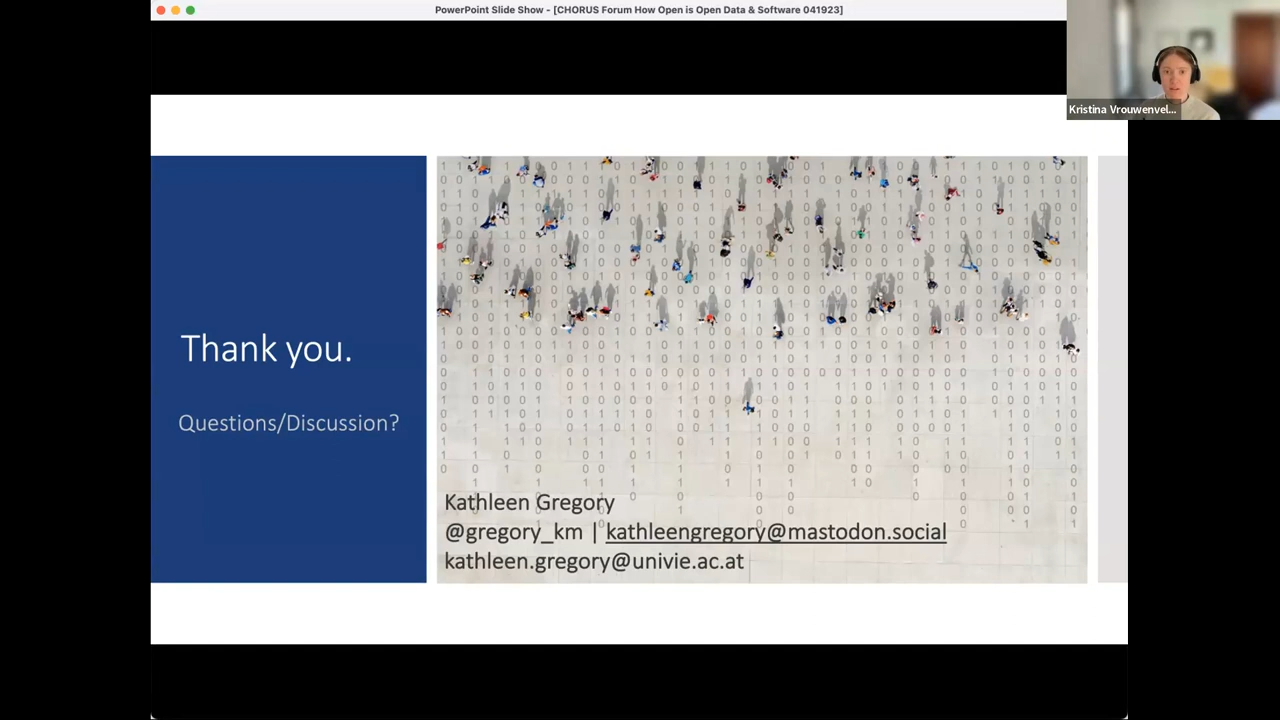 PowerPoint Slide Show - [CHORUS Forum How Open is Open Data & Software 041923]
Kristina Vrouwenvel...
Thank you.
Questions/Discussion?
Kathleen Gregory
@gregory_km | kathleengregory@mastodon.social
kathleen.gregory@univie.ac.at